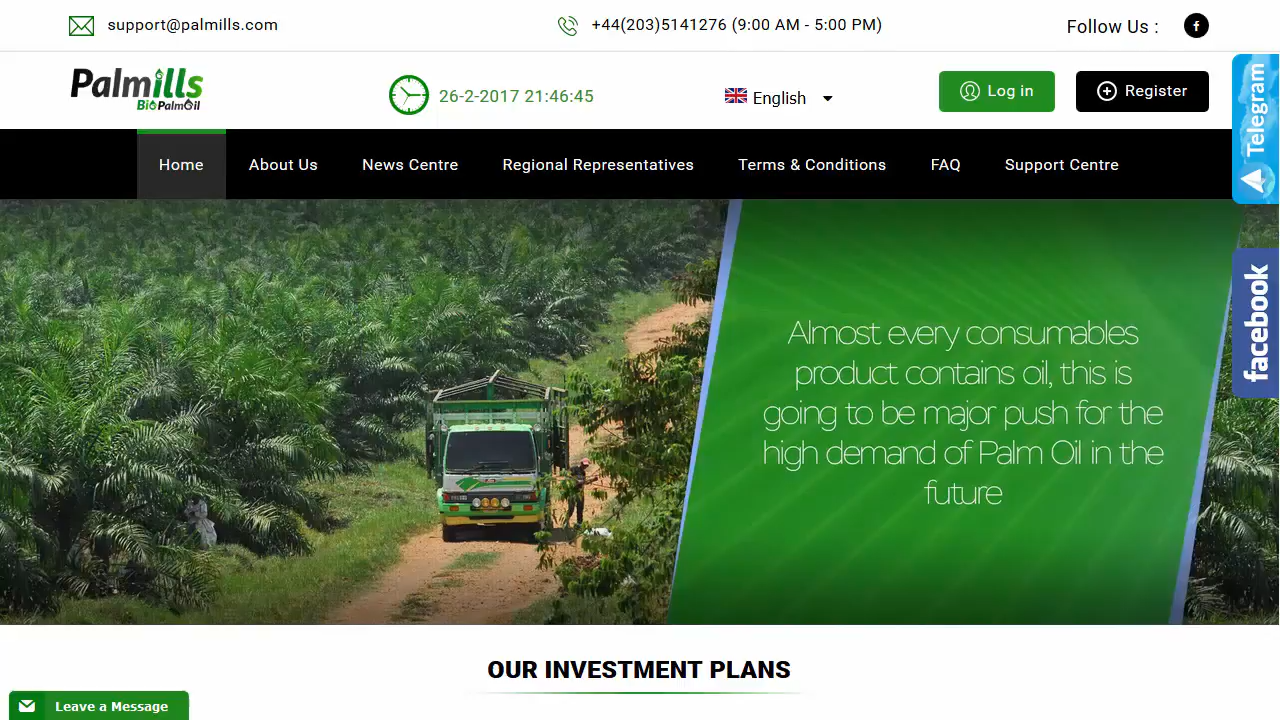 support@palmills.com
+44(203)5141276 (9:00 AM - 5:00 PM)
Follow Us :
Palmills
Bio PalmOil
26-2-2017 21:46:45
English
Log in
Register
Telegram
Home
About Us
News Centre
Regional Representatives
Terms & Conditions
FAQ
Support Centre
facebook
Almost every consumables
product contains oil, this is
going to be major push for the
high demand of Palm Oil in the
future
OUR INVESTMENT PLANS
Leave a Message